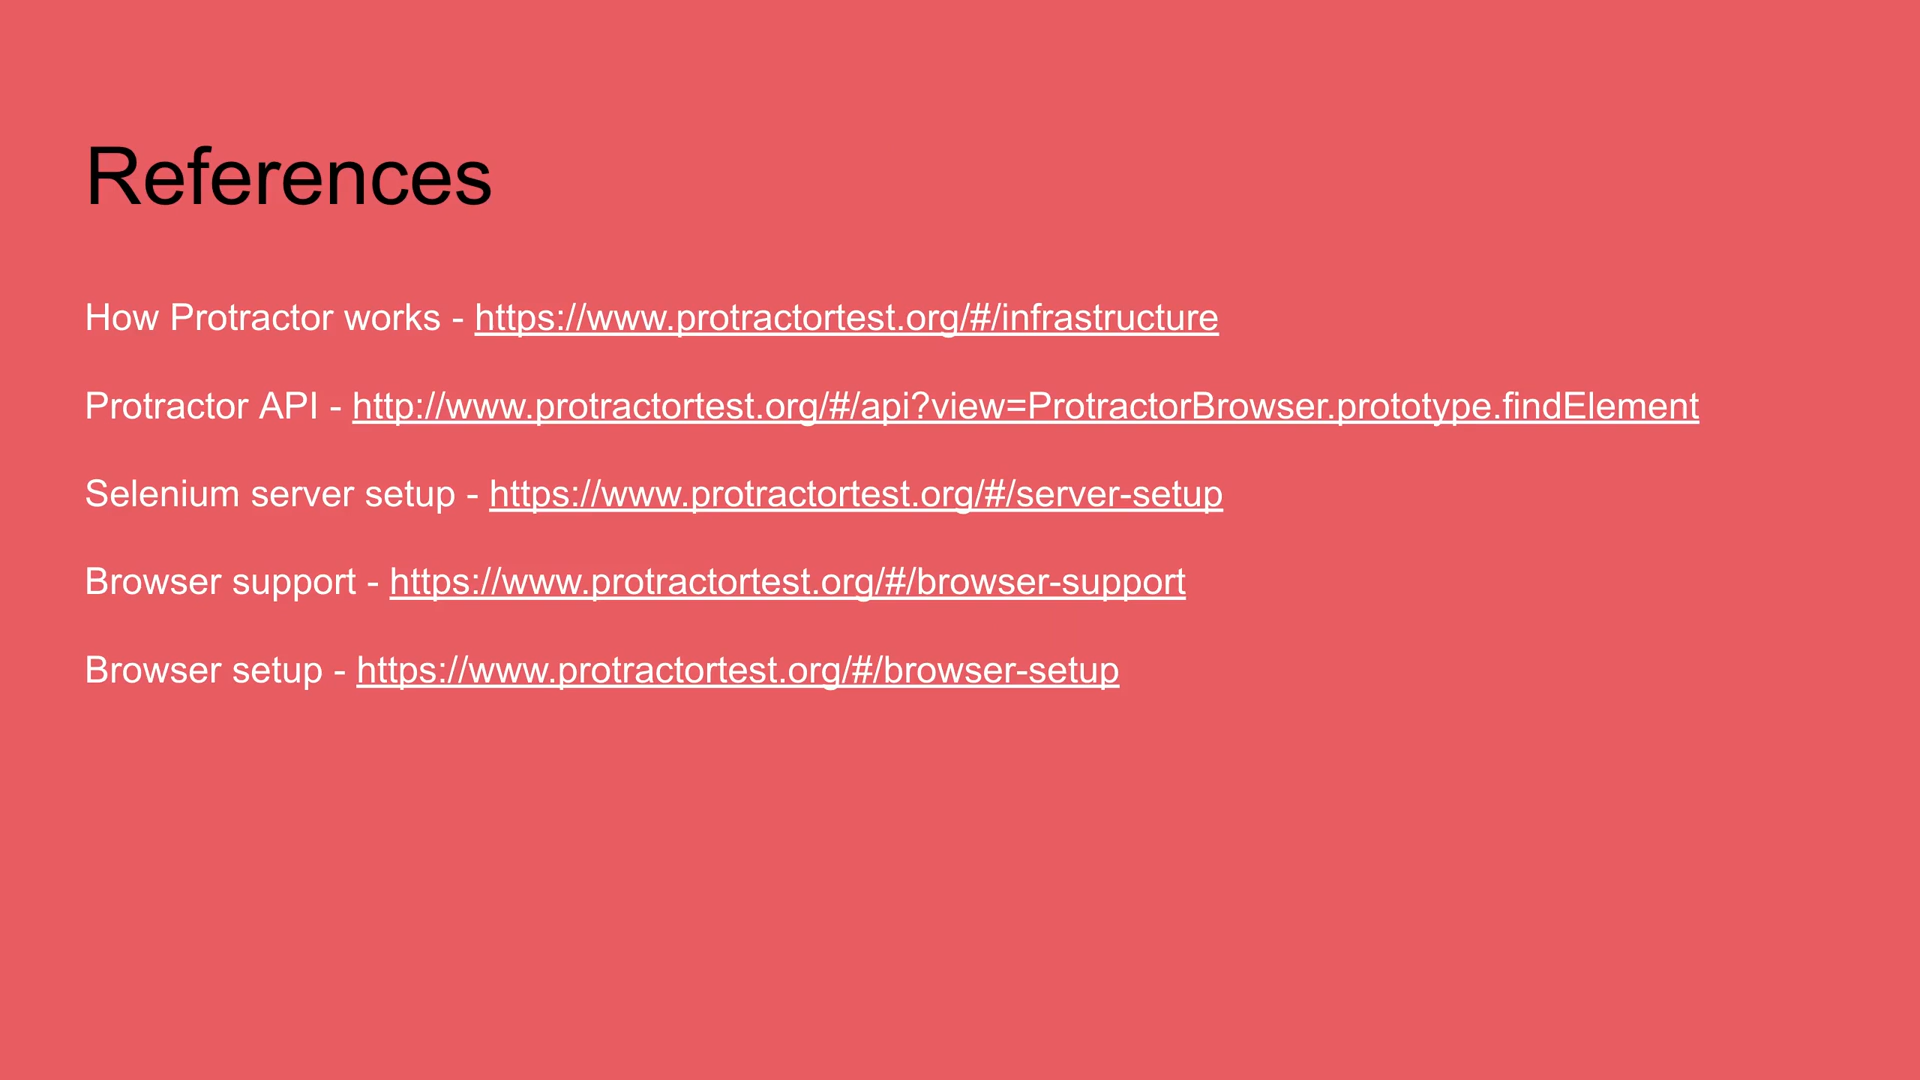 References
How Protractor works - https://www.protractortest.org/#/infrastructure
Protractor API - http://www.protractortest.org/#/api?view=ProtractorBrowser.prototype.findElement
Selenium server setup - https://www.protractortest.org/#/server-setup
Browser support - https://www.protractortest.org/#/browser-support
Browser setup - https://www.protractortest.org/#/browser-setup